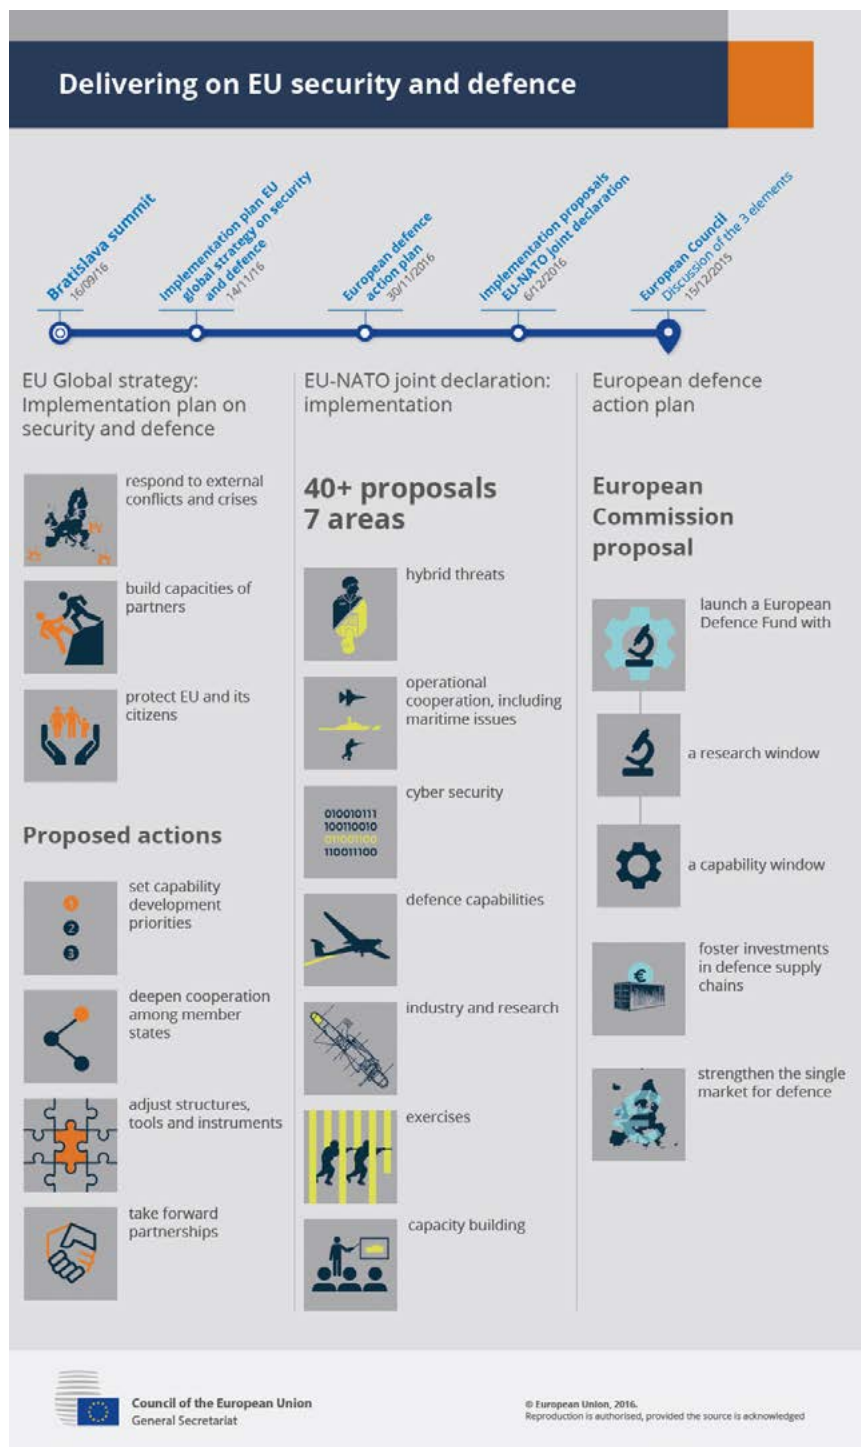 Delivering on EU security and defence
Bratislava summit
16/09/16
Implementation plan EU
global strategy on security
and defence
14/11/16
European defence
action plan
30/11/2016
Implementation proposals
EU-NATO joint declaration
6/12/2016
European Council
Discussion of the 3 elements
15/12/2015
EU Global strategy:
Implementation plan on
security and defence
respond to external
conflicts and crises
build capacities of
partners
protect EU and its
citizens
Proposed actions
1
2
3
set capability
development
priorities
deepen cooperation
among member
states
adjust structures,
tools and instruments
take forward
partnerships
EU-NATO joint declaration:
implementation
40+ proposals
7 areas
hybrid threats
operational
cooperation, including
maritime issues
010010111
100110010
011001100
110011100
cyber security
defence capabilities
industry and research
exercises
capacity building
European defence
action plan
European
Commission
proposal
launch a European
Defence Fund with
a research window
a capability window
€
foster investments
in defence supply
chains
strengthen the single
market for defence
Council of the European Union
General Secretariat
© European Union, 2016.
Reproduction is authorised, provided the source is acknowledged